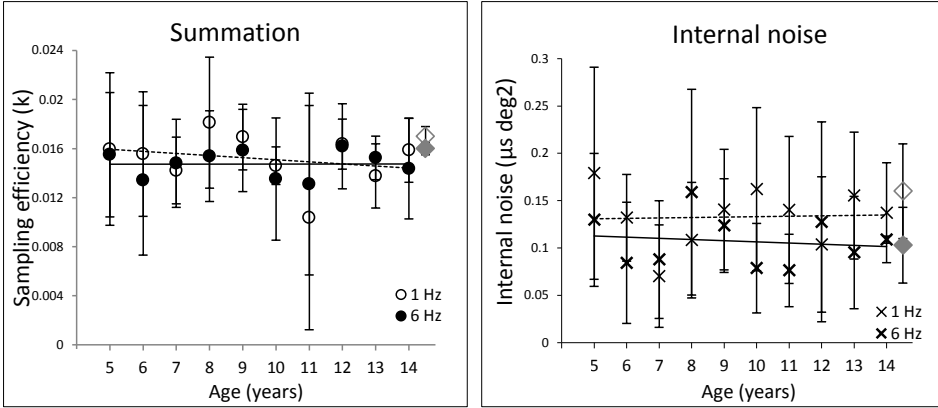 Summation
Sampling efficiency (k)
0.024
0.02
0.016
0.012
0.008
0.004
0
1 Hz
6 Hz
5 6 7 8 9 10 11 12 13 14
Age (years)
Internal noise
Internal noise (µs deg2)
0.3
0.25
0.2
0.15
0.1
0.05
0
1 Hz
6 Hz
5 6 7 8 9 10 11 12 13 14
Age (years)